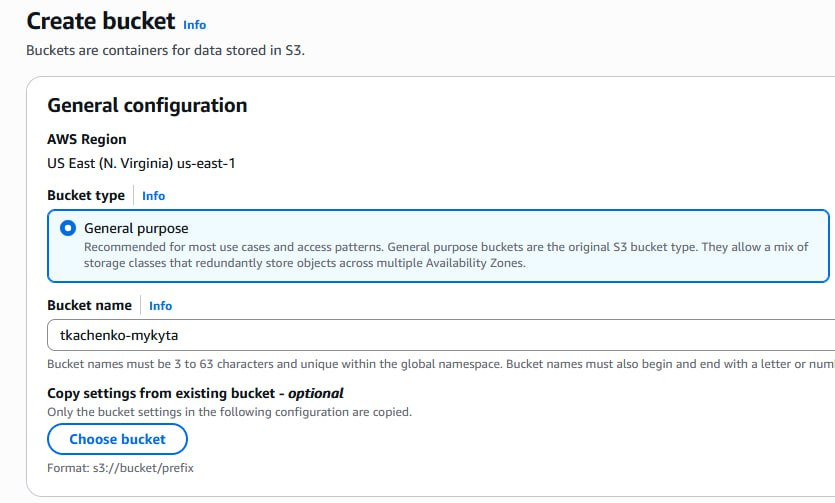 Create bucket Info
Buckets are containers for data stored in S3.
General configuration
AWS Region
US East (N. Virginia) us-east-1
Bucket type Info
General purpose
Recommended for most use cases and access patterns. General purpose buckets are the original S3 bucket type. They allow a mix of
storage classes that redundantly store objects across multiple Availability Zones.
Bucket name Info
tkachenko-mykyta
Bucket names must be 3 to 63 characters and unique within the global namespace. Bucket names must also begin and end with a letter or
Copy settings from existing bucket - optional
Only the bucket settings in the following configuration are copied.
Choose bucket
Format: s3://bucket/prefix